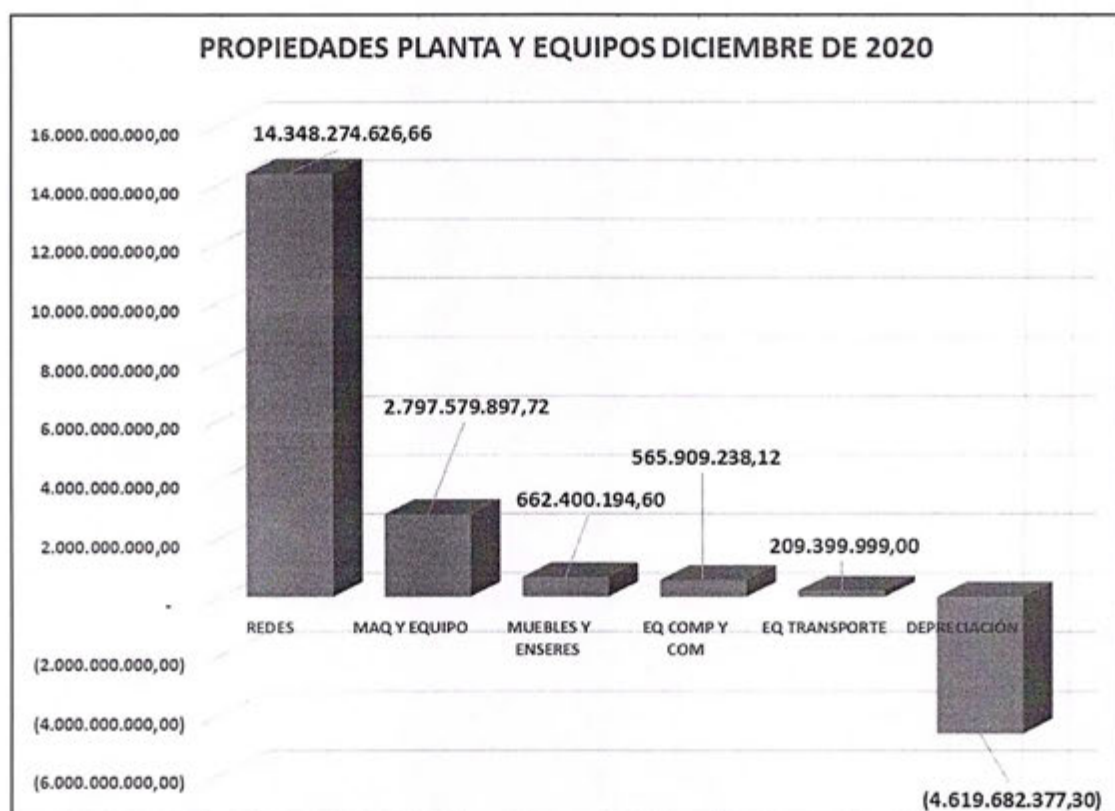 PROPIEDADES PLANTA Y EQUIPOS DICIEMBRE DE 2020
16.000.000.000,00
14.000.000.000,00
12.000.000.000,00
10.000.000.000,00
8.000.000.000,00
6.000.000.000,00
4.000.000.000,00
2.000.000.000,00
-
(2.000.000.000,00)
(4.000.000.000,00)
(6.000.000.000,00)
14.348.274.626,66
2.797.579.897,72
662.400.194,60
565.909.238,12
209.399.999,00
(4.619.682.377,30)
REDES
MAQ Y EQUIPO
MUEBLES Y
ENSERES
EQ COMP Y
COM
EQ TRANSPORTE
DEPRECIACIÓN